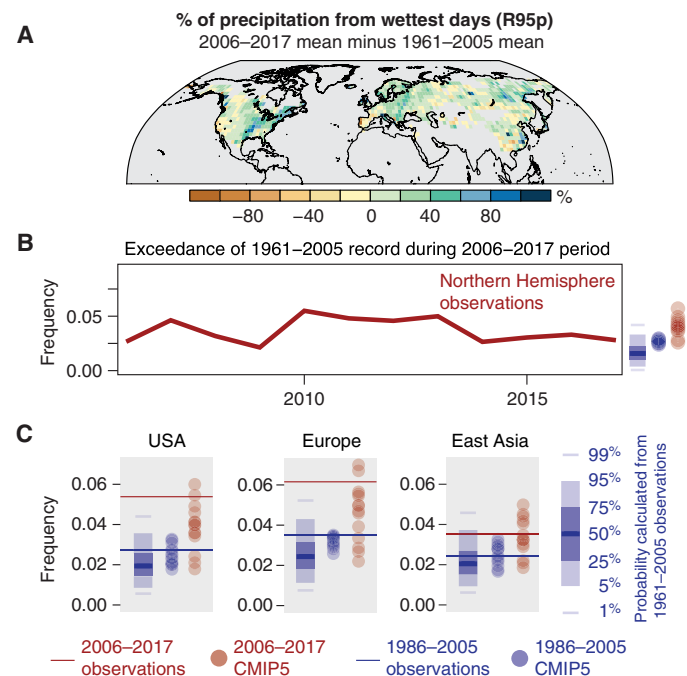 A
% of precipitation from wettest days (R95p)
2006–2017 mean minus 1961–2005 mean
−80 −40 0 40 80 %
B
Exceedance of 1961–2005 record during 2006–2017 period
Northern Hemisphere
observations
Frequency
0.05
0.00
2010 2015
C
USA Europe East Asia
Frequency
0.06
0.04
0.02
0.00
0.06
0.04
0.02
0.00
0.06
0.04
0.02
0.00
99%
95%
75%
50%
25%
5%
1%
Probability calculated from
1961–2005 observations
2006–2017
observations
2006–2017
CMIP5
1986–2005
observations
1986–2005
CMIP5